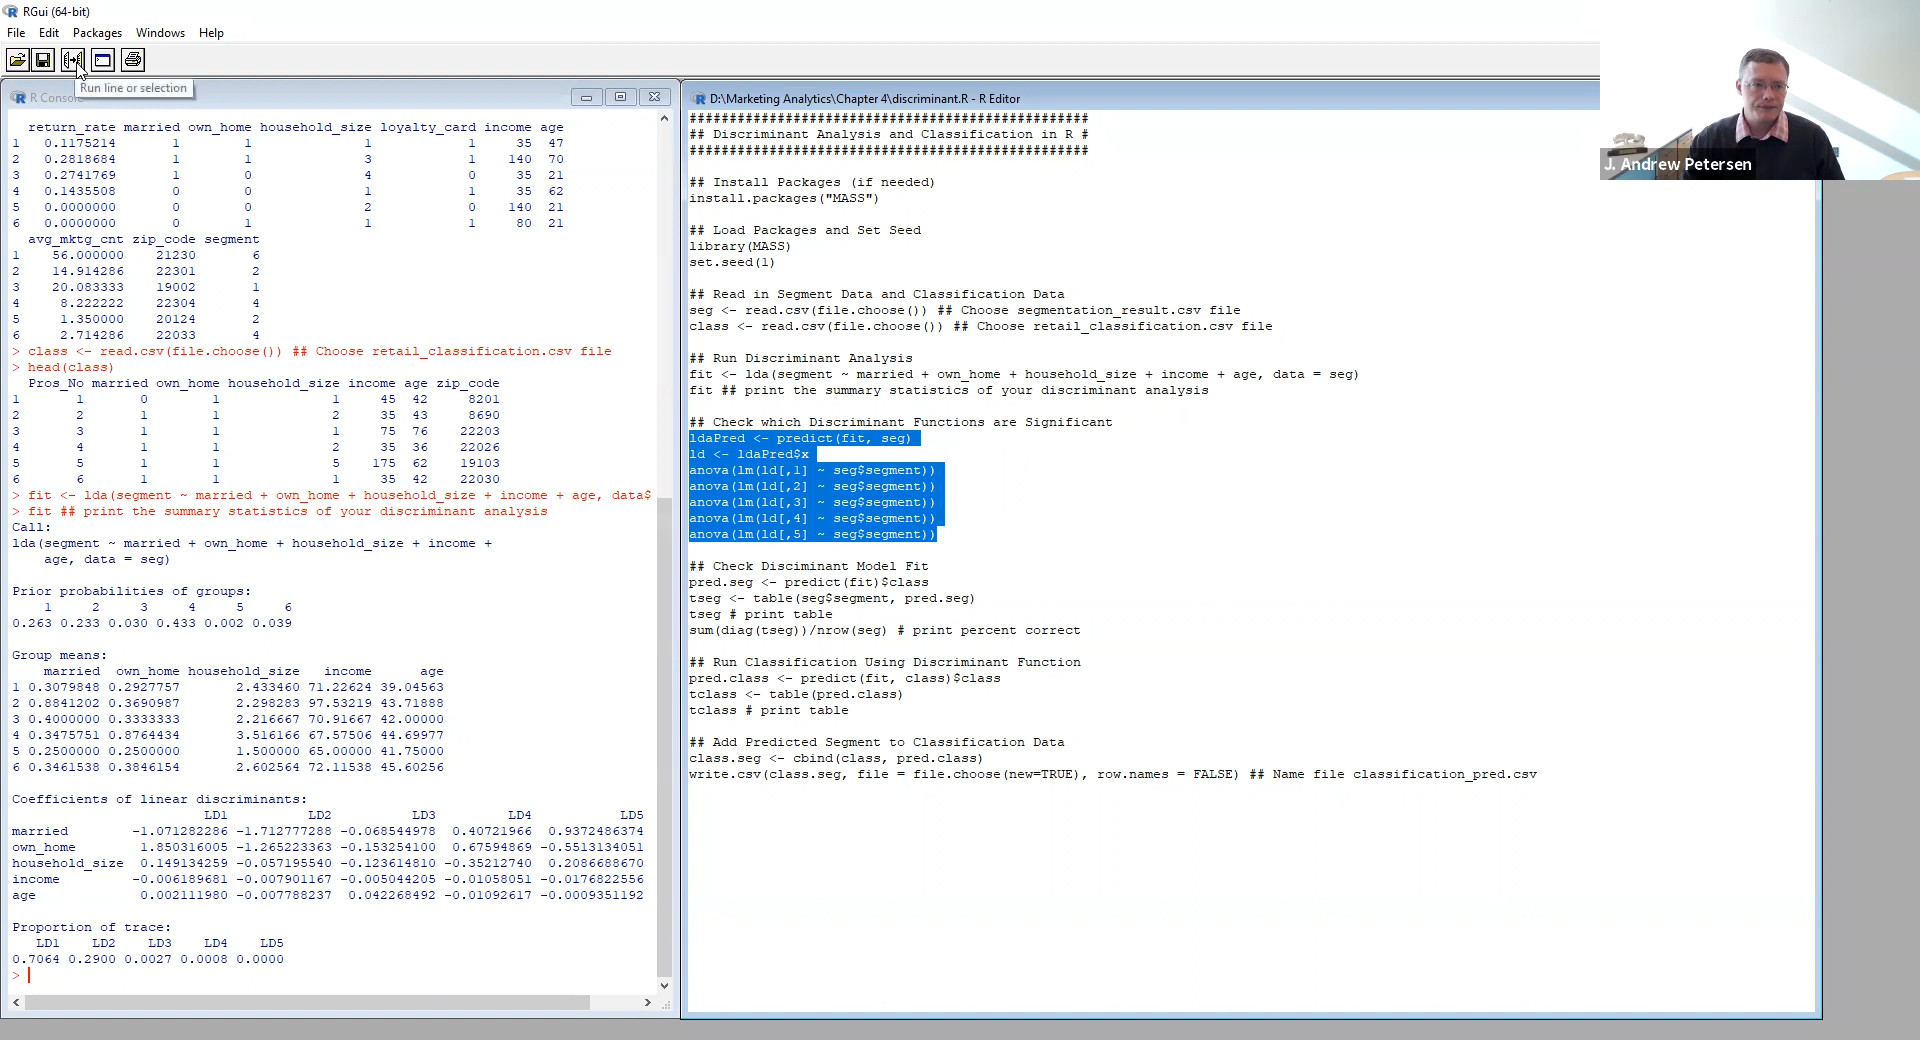 RGui (64-bit)
File Edit Packages Windows Help
Run line or selection
R Conso
return_rate married own_home household_size loyalty_card income age
1 0.1175214 1 1 1 1 35 47
2 0.2818684 1 1 3 1 140 70
3 0.2741769 1 0 4 0 35 21
4 0.1435508 0 0 1 1 35 62
5 0.0000000 0 0 2 0 140 21
6 0.0000000 0 1 1 1 80 21
avg_mktg_cnt zip_code segment
1 56.000000 21230 6
2 14.914286 22301 2
3 20.083333 19002 1
4 8.222222 22304 4
5 1.350000 20124 2
6 2.714286 22033 4
> class <- read.csv(file.choose()) ## Choose retail_classification.csv file
> head(class)
Pros_No married own_home household_size income age zip_code
1 1 0 1 1 45 42 8201
2 2 1 1 2 35 43 8690
3 3 1 1 1 75 76 22203
4 4 1 1 2 35 36 22026
5 5 1 1 5 175 62 19103
6 6 1 1 1 35 42 22030
> fit <- lda(segment ~ married + own_home + household_size + income + age, data$
> fit ## print the summary statistics of your discriminant analysis
Call:
lda(segment ~ married + own_home + household_size + income +
age, data = seg)
Prior probabilities of groups:
1 2 3 4 5 6
0.263 0.233 0.030 0.433 0.002 0.039
Group means:
married own_home household_size income age
1 0.3079848 0.2927757 2.433460 71.22624 39.04563
2 0.8841202 0.3690987 2.298283 97.53219 43.71888
3 0.4000000 0.3333333 2.216667 70.91667 42.00000
4 0.3475751 0.8764434 3.516166 67.57506 44.69977
5 0.2500000 0.2500000 1.500000 65.00000 41.75000
6 0.3461538 0.3846154 2.602564 72.11538 45.60256
Coefficients of linear discriminants:
LD1 LD2 LD3 LD4 LD5
married -1.071282286 -1.712777288 -0.068544978 0.40721966 0.9372486374
own_home 1.850316005 -1.265223363 -0.153254100 0.67594869 -0.5513134051
household_size 0.149134259 -0.057195540 -0.123614810 -0.35212740 0.2086688670
income -0.006189681 -0.007901167 -0.005044205 -0.01058051 -0.0176822556
age 0.002111980 -0.007788237 0.042268492 -0.01092617 -0.0009351192
Proportion of trace:
LD1 LD2 LD3 LD4 LD5
0.7064 0.2900 0.0027 0.0008 0.0000
>
D:\Marketing Analytics\Chapter 4\discriminant.R - R Editor
##################################################
## Discriminant Analysis and Classification in R #
##################################################
## Install Packages (if needed)
install.packages("MASS")
## Load Packages and Set Seed
library(MASS)
set.seed(1)
## Read in Segment Data and Classification Data
seg <- read.csv(file.choose()) ## Choose segmentation_result.csv file
class <- read.csv(file.choose()) ## Choose retail_classification.csv file
## Run Discriminant Analysis
fit <- lda(segment ~ married + own_home + household_size + income + age, data = seg)
fit ## print the summary statistics of your discriminant analysis
## Check which Discriminant Functions are Significant
ldaPred <- predict(fit, seg)
ld <- ldaPred$x
anova(lm(ld[,1] ~ seg$segment))
anova(lm(ld[,2] ~ seg$segment))
anova(lm(ld[,3] ~ seg$segment))
anova(lm(ld[,4] ~ seg$segment))
anova(lm(ld[,5] ~ seg$segment))
## Check Disciminant Model Fit
pred.seg <- predict(fit)$class
tseg <- table(seg$segment, pred.seg)
tseg # print table
sum(diag(tseg))/nrow(seg) # print percent correct
## Run Classification Using Discriminant Function
pred.class <- predict(fit, class)$class
tclass <- table(pred.class)
tclass # print table
## Add Predicted Segment to Classification Data
class.seg <- cbind(class, pred.class)
write.csv(class.seg, file = file.choose(new=TRUE), row.names = FALSE) ## Name file classification_pred.csv
J. Andrew Petersen